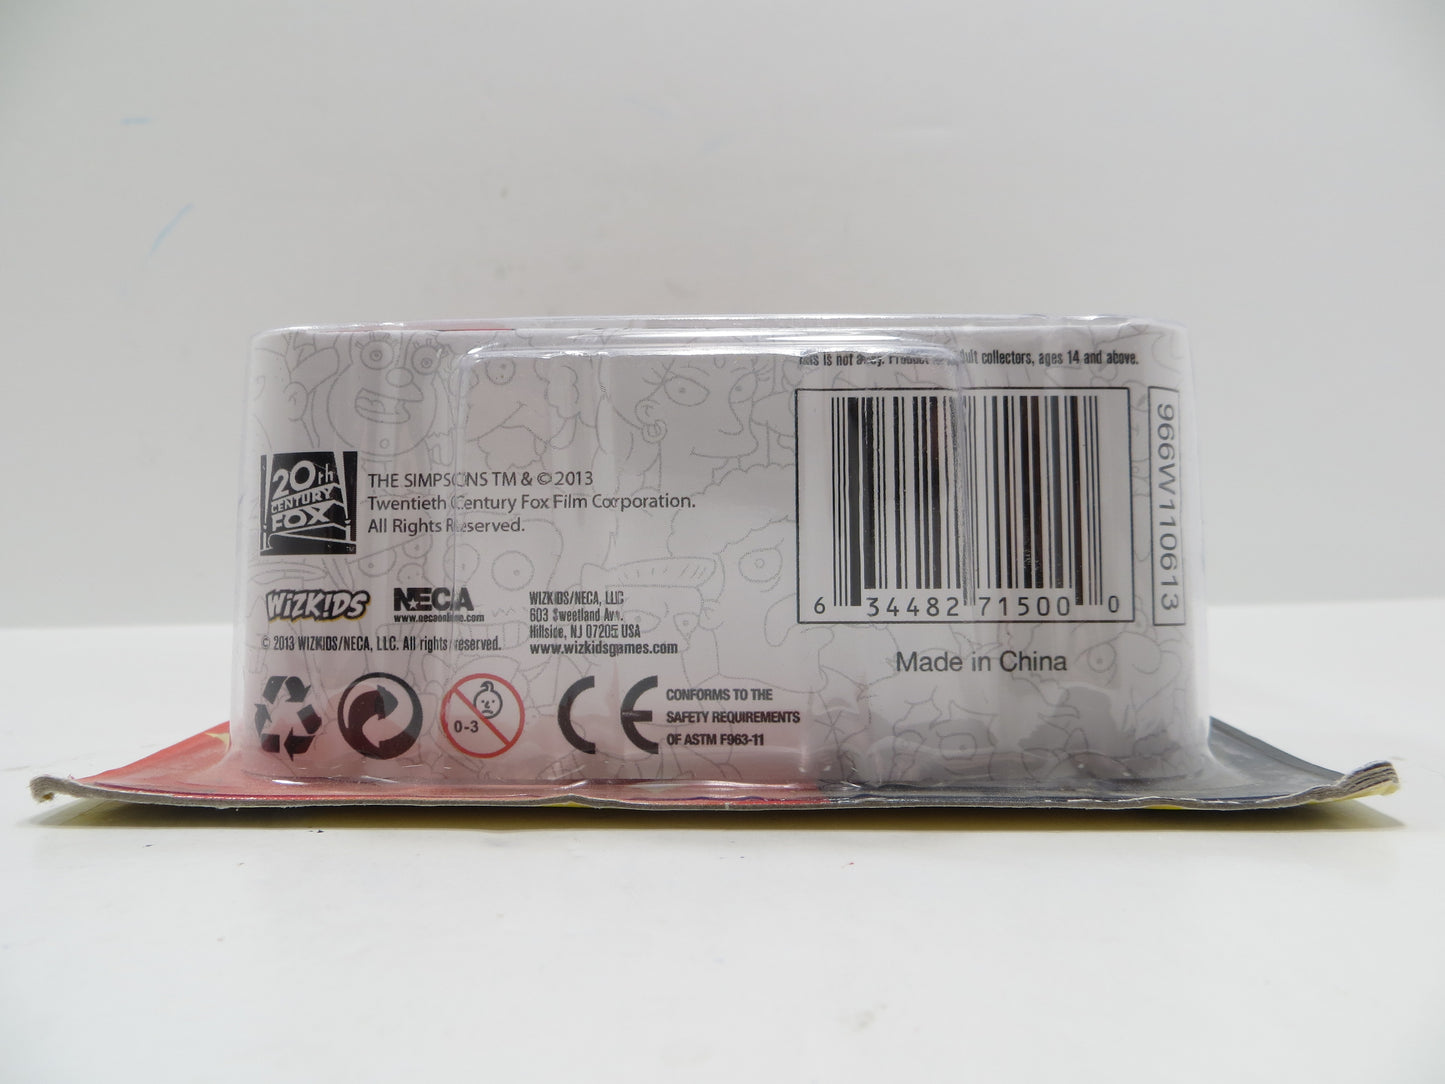 This is not a toy. Product is adult collectors, ages 14 and above.
6 34482 71500 0
966W110613
Made in China
20th
CENTURY
FOX
THE SIMPSONS TM & © 2013
Twentieth Century Fox Film Corporation.
All Rights Reserved.
WIZKIDS
NECA
www.necaonline.com
© 2013 WIZKIDS/NECA, LLC. All rights reserved.
WIZKIDS/NECA, LLC
603 Sweetland Ave.
Hillside, NJ 07205 USA
www.wizkidsgames.com
0-3
CE
CONFORMS TO THE
SAFETY REQUIREMENTS
OF ASTM F963-11